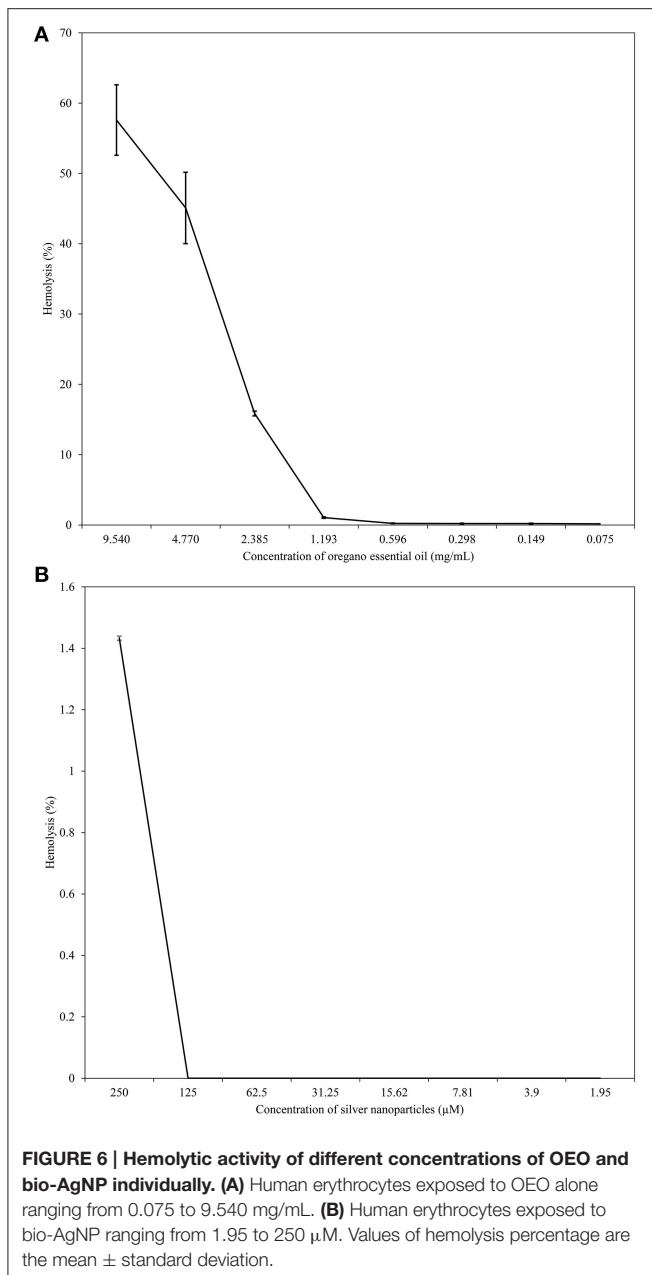 A
70
60
50
40
30
20
10
0
Hemolysis (%)
9.540 4.770 2.385 1.193 0.596 0.298 0.149 0.075
Concentration of oregano essential oil (mg/mL)
B
1.6
1.4
1.2
1
0.8
0.6
0.4
0.2
0
Hemolysis (%)
250 125 62.5 31.25 15.62 7.81 3.9 1.95
Concentration of silver nanoparticles (µM)
FIGURE 6 | Hemolytic activity of different concentrations of OEO and
bio-AgNP individually. (A) Human erythrocytes exposed to OEO alone
ranging from 0.075 to 9.540 mg/mL. (B) Human erythrocytes exposed to
bio-AgNP ranging from 1.95 to 250 µM. Values of hemolysis percentage are
the mean ± standard deviation.